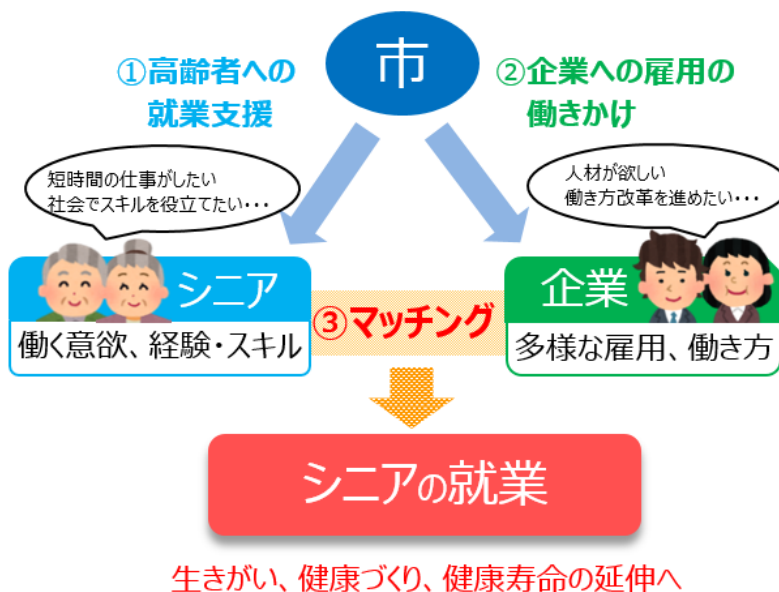 市
①高齢者への
就業支援
②企業への雇用の
働きかけ
短時間の仕事がしたい
社会でスキルを役立てたい・・・
人材が欲しい
働き方改革を進めたい・・・
シニア
働く意欲、経験・スキル
③マッチング
企業
多様な雇用、働き方
シニアの就業
生きがい、健康づくり、健康寿命の延伸へ